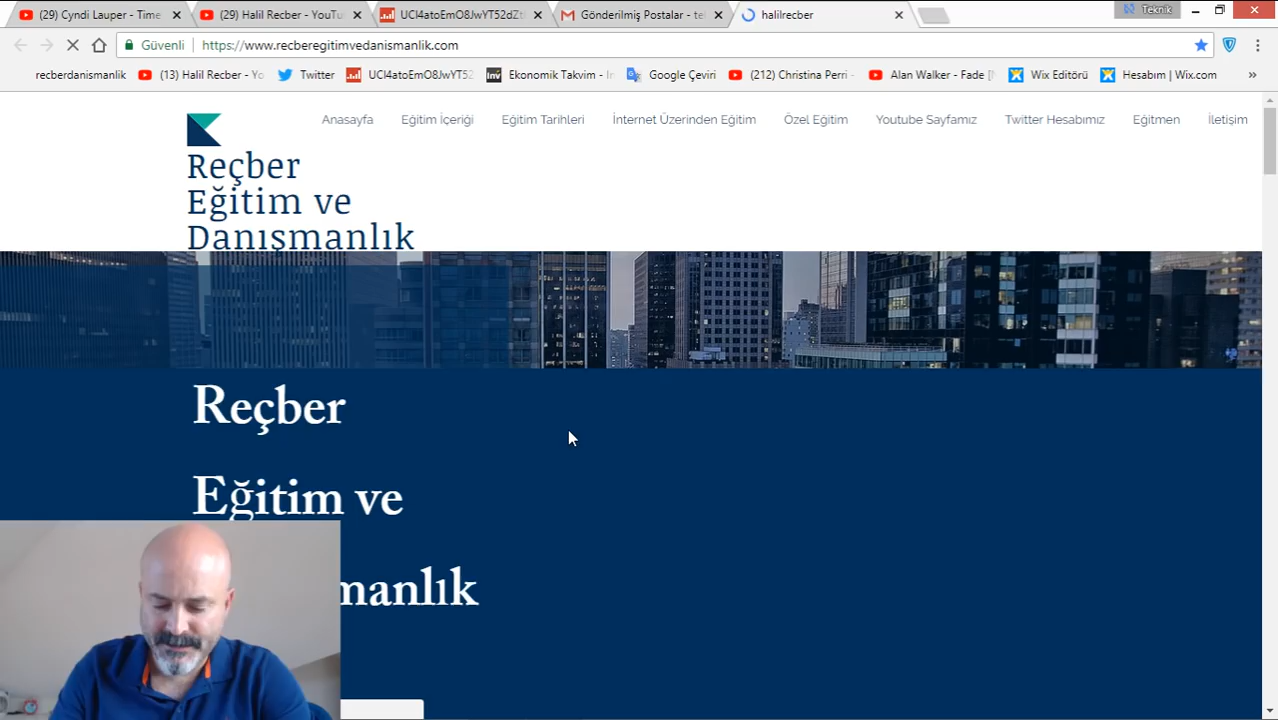 (29) Cyndi Lauper - Time
(29) Halil Recber - YouTu
UCl4atoEmO8JwYT52dZt
Gönderilmiş Postalar - te
halilrecber
Teknik
Güvenli
https://www.recberegitimvedanismanlik.com
recberdanismanlik
(13) Halil Recber - Yo
Twitter
UCl4atoEmO8JwYT52
Inv
Ekonomik Takvim - In
Google Çeviri
(212) Christina Perri -
Alan Walker - Fade [
Wix Editörü
Hesabım | Wix.com
Anasayfa
Eğitim İçeriği
Eğitim Tarihleri
İnternet Üzerinden Eğitim
Özel Eğitim
Youtube Sayfamız
Twitter Hesabımız
Eğitmen
İletişim
Reçber
Eğitim ve
Danışmanlık
Reçber
Eğitim ve
manlık